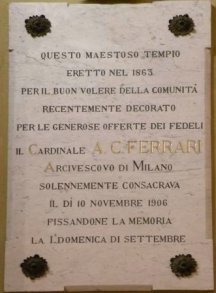 QUESTO MAESTOSO TEMPIO
ERETTO NEL 1863
PER IL BUON VOLERE DELLA COMUNITÀ
RECENTEMENTE DECORATO
PER LE GENEROSE OFFERTE DEI FEDELI
IL CARDINALE A. C. FERRARI
ARCIVESCOVO DI MILANO
SOLENNEMENTE CONSACRAVA
IL DÌ 10 NOVEMBRE 1906
FISSANDONE LA MEMORIA
LA 1ª DOMENICA DI SETTEMBRE